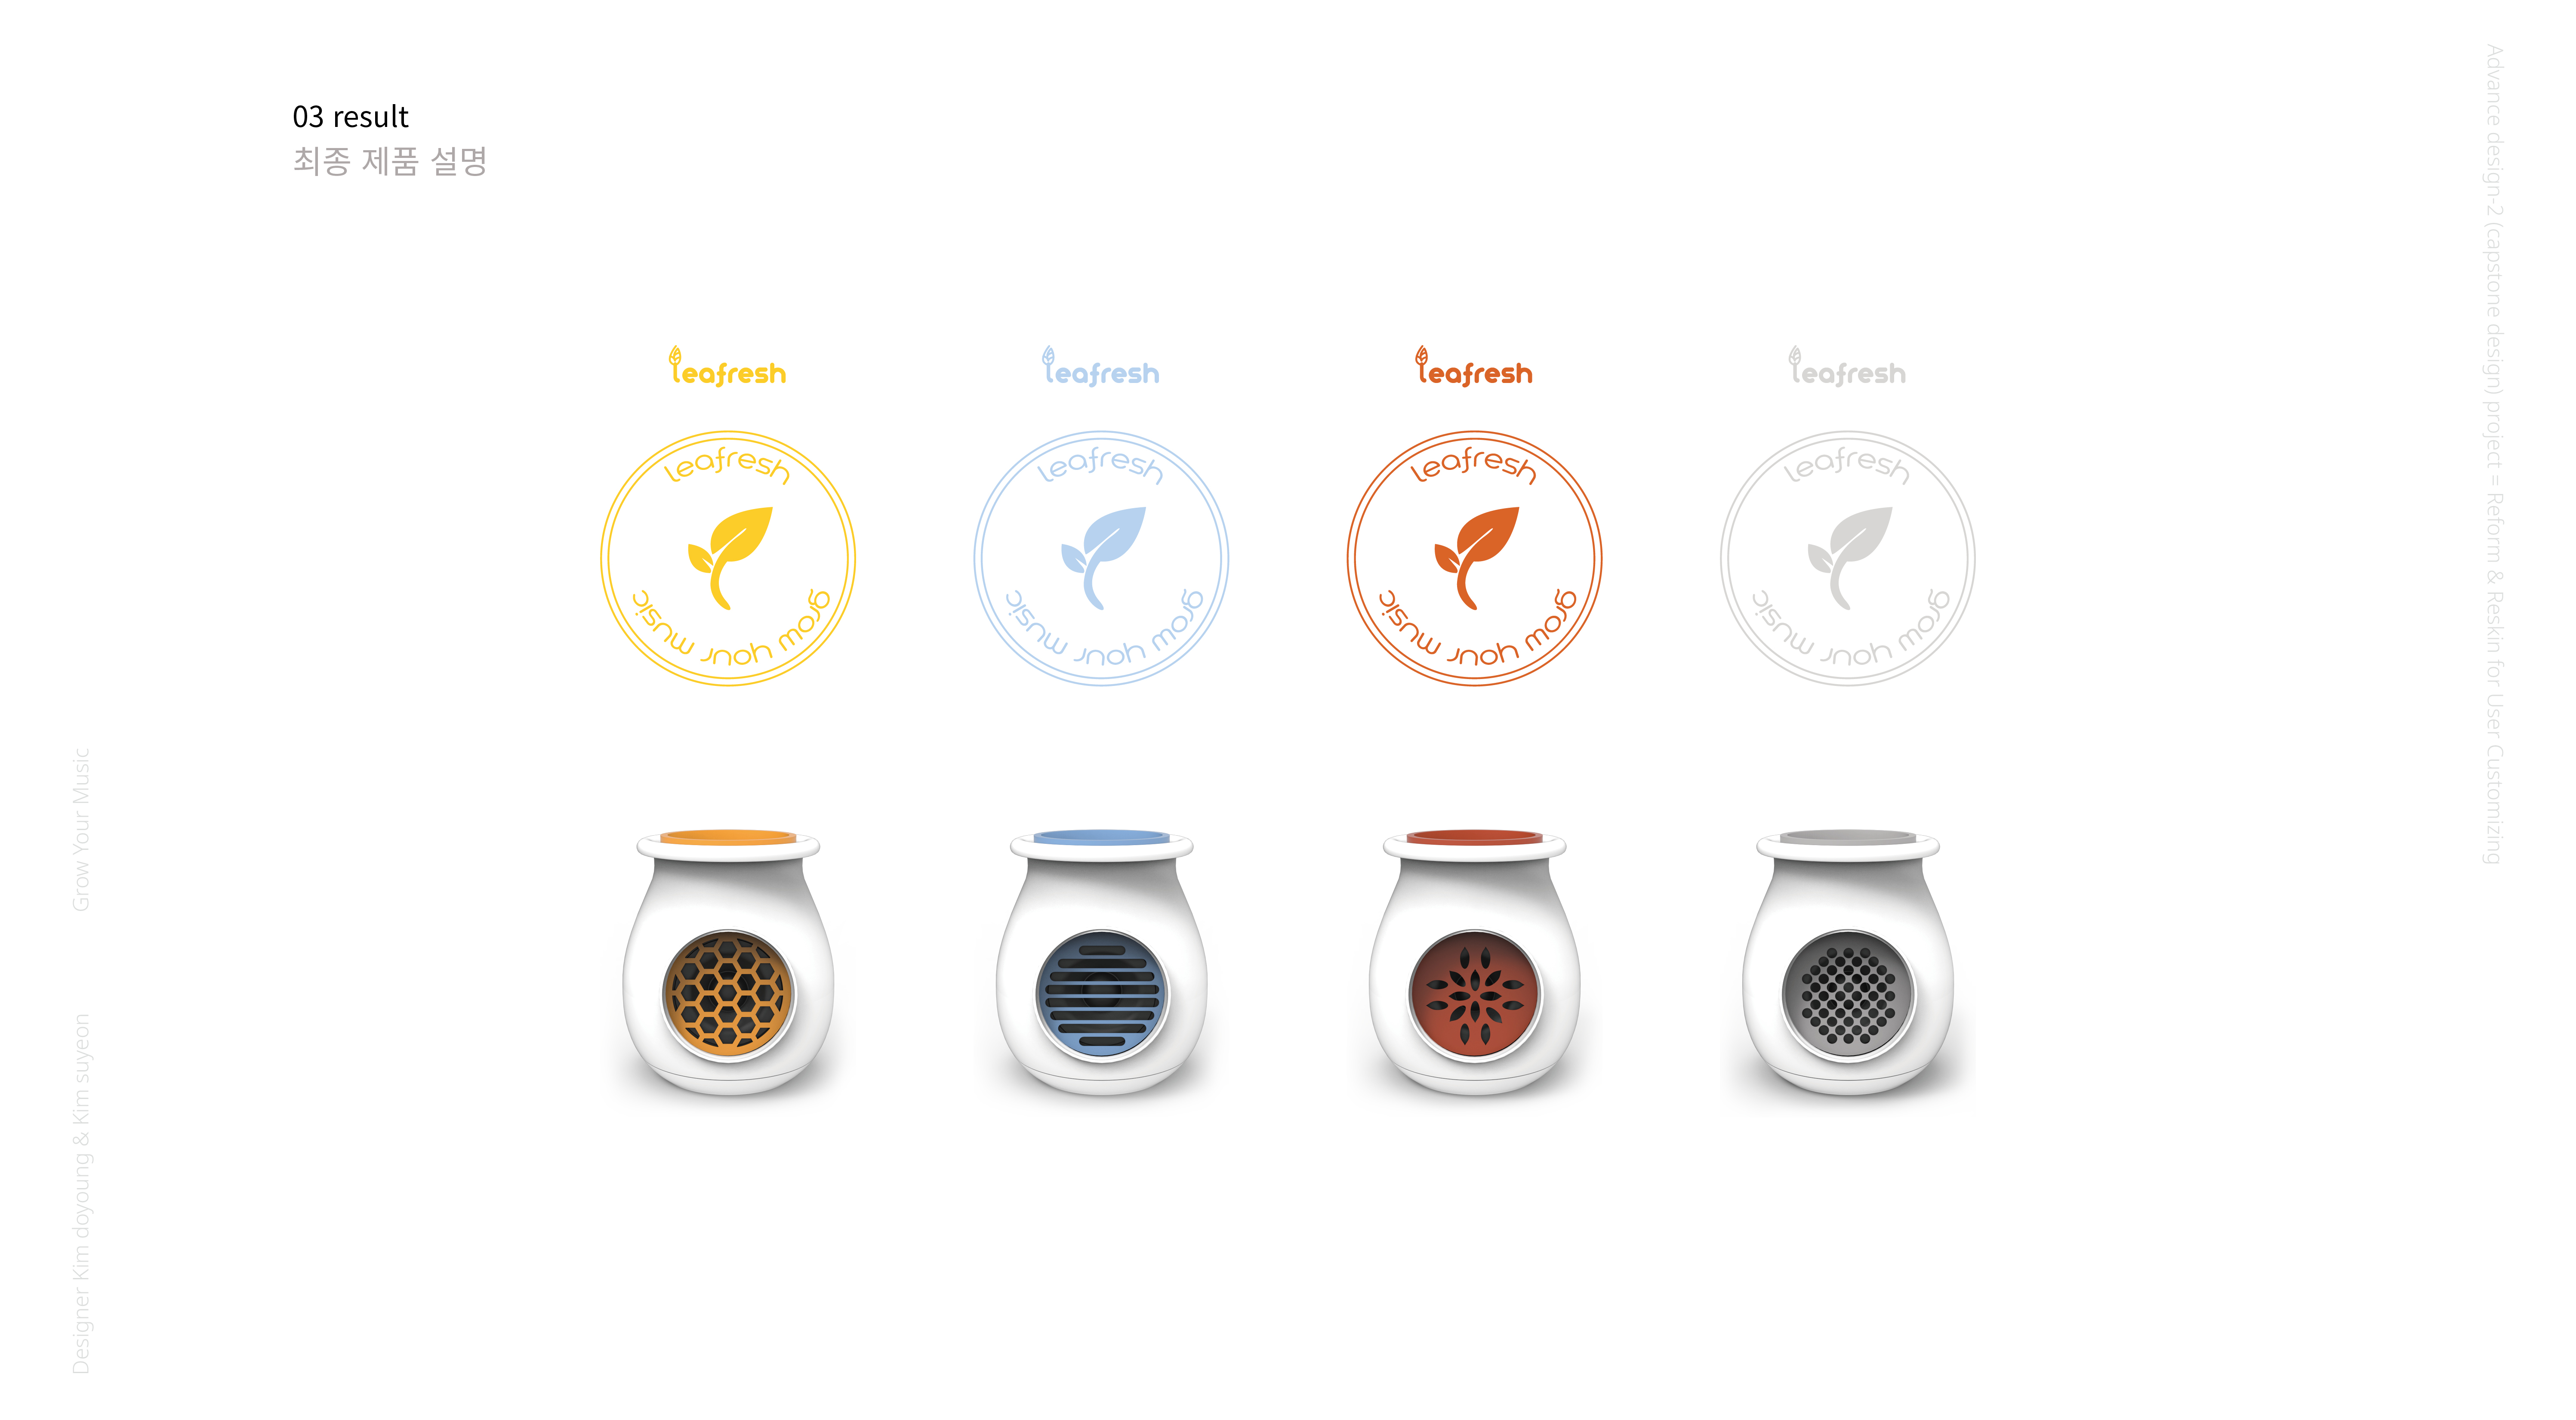 03 result
최종 제품 설명
leafresh
leafresh
leafresh
leafresh
leafresh
grow your music
leafresh
grow your music
leafresh
grow your music
leafresh
grow your music
Grow Your Music
Designer Kim doyoung & Kim suyeon
Advance design-2 (capstone design) project = Reform & Reskin for User Customizing